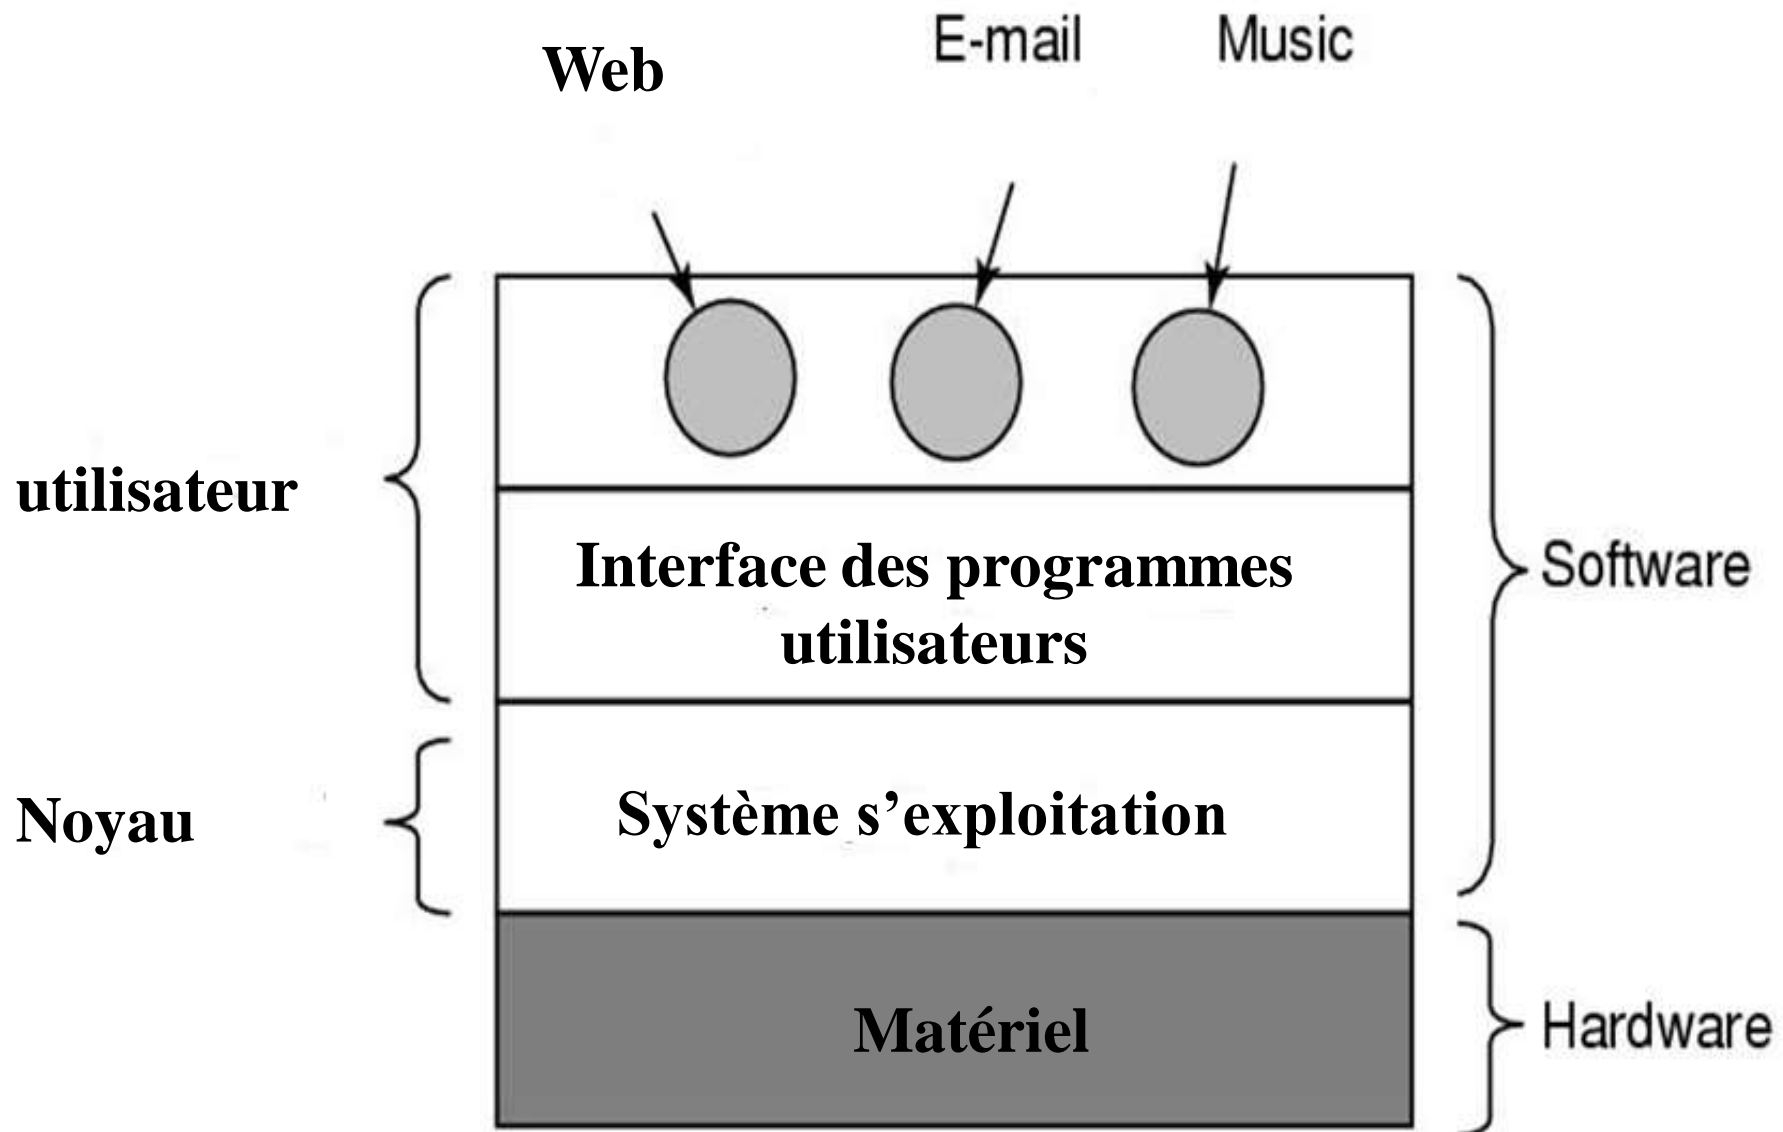 Web
E-mail
Music
utilisateur
Interface des programmes
utilisateurs
Software
Noyau
Système s’exploitation
Matériel
Hardware